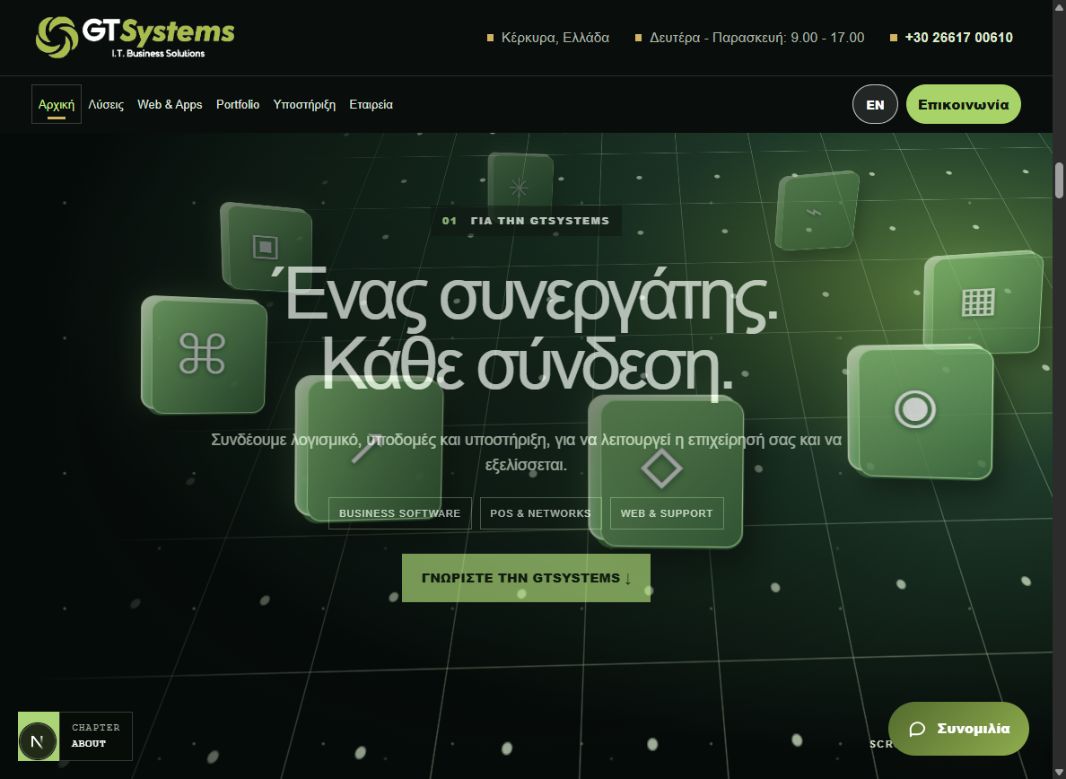 GTSystems
I.T. Business Solutions
Κέρκυρα, Ελλάδα
Δευτέρα - Παρασκευή: 9.00 - 17.00
+30 26617 00610
Αρχική
Λύσεις
Web & Apps
Portfolio
Υποστήριξη
Εταιρεία
EN
Επικοινωνία
01 ΓΙΑ ΤΗΝ GTSYSTEMS
Ένας συνεργάτης.
Κάθε σύνδεση.
Συνδέουμε λογισμικό, υποδομές και υποστήριξη, για να λειτουργεί η επιχείρησή σας και να
εξελίσσεται.
BUSINESS SOFTWARE
POS & NETWORKS
WEB & SUPPORT
ΓΝΩΡΙΣΤΕ ΤΗΝ GTSYSTEMS ↓
N
CHAPTER
ABOUT
Συνομιλία